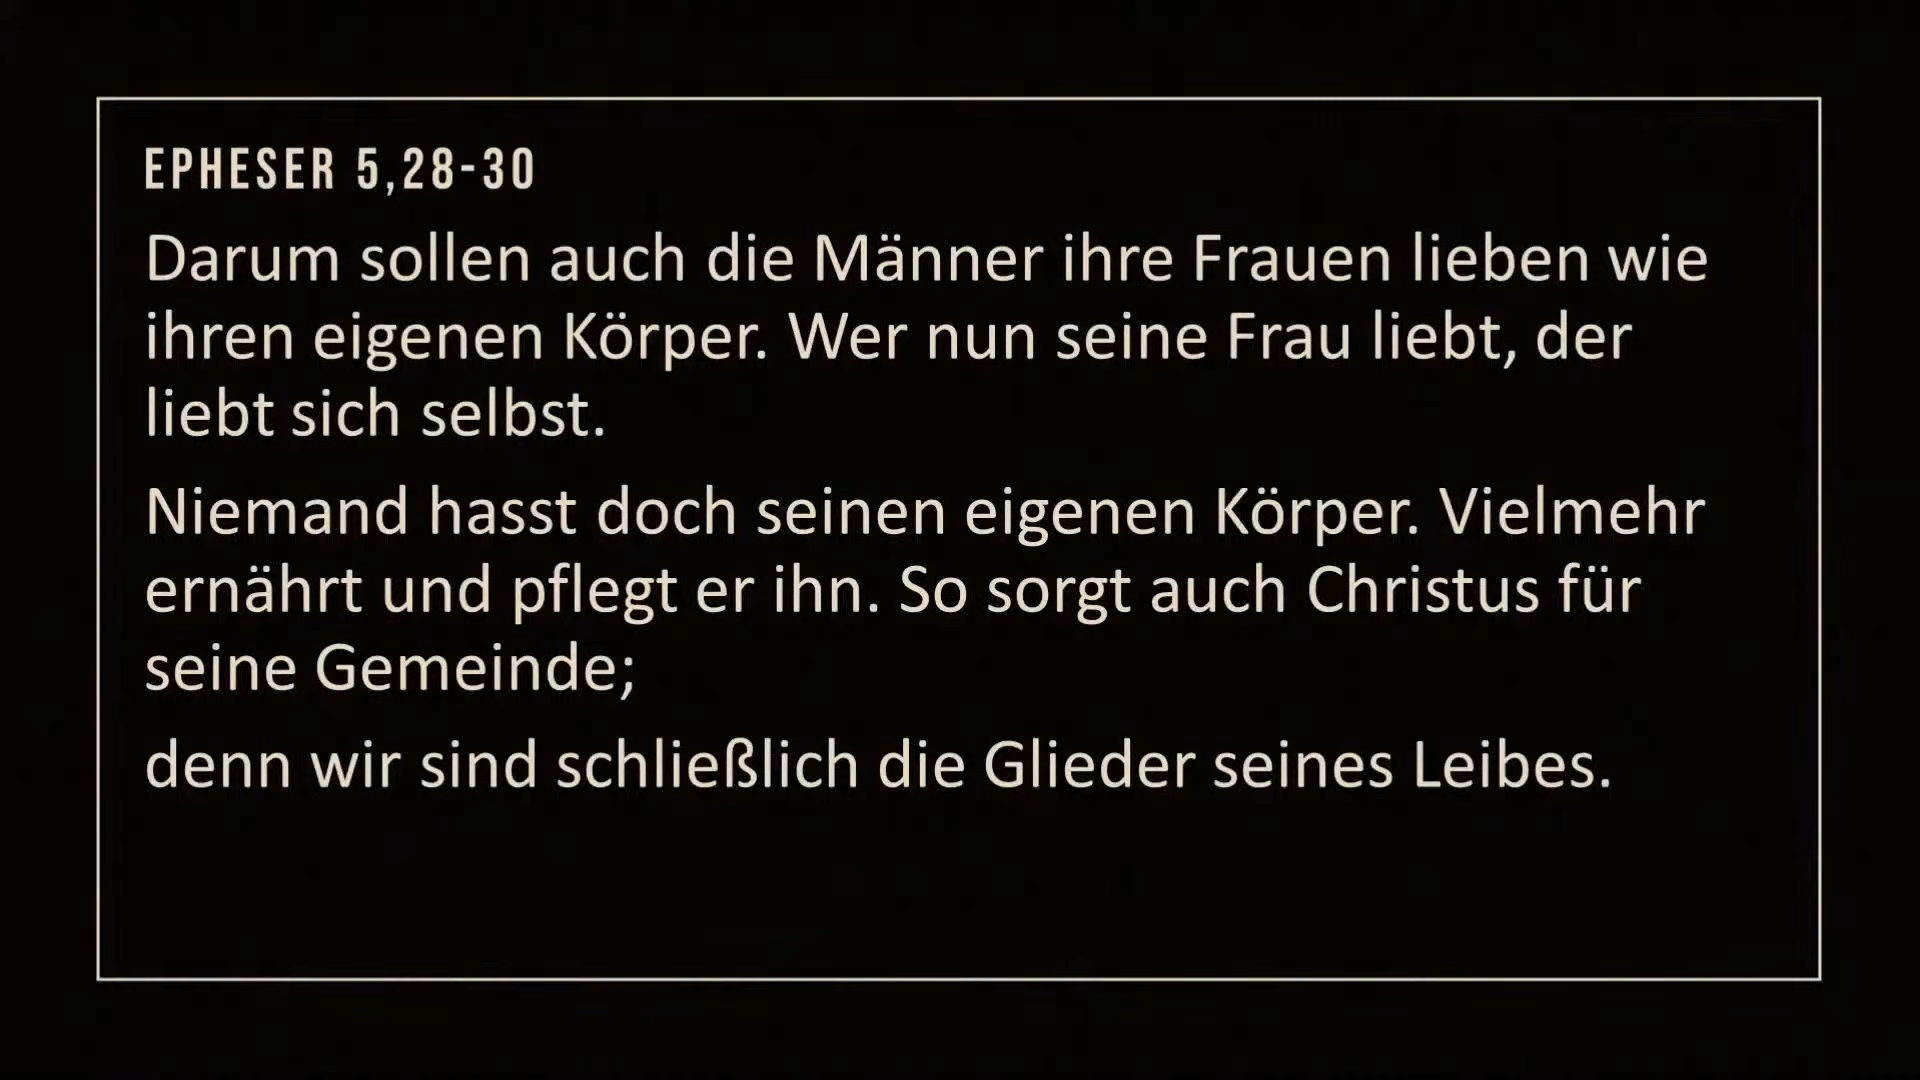 EPHESER 5,28-30
Darum sollen auch die Männer ihre Frauen lieben wie
ihren eigenen Körper. Wer nun seine Frau liebt, der
liebt sich selbst.
Niemand hasst doch seinen eigenen Körper. Vielmehr
ernährt und pflegt er ihn. So sorgt auch Christus für
seine Gemeinde;
denn wir sind schließlich die Glieder seines Leibes.